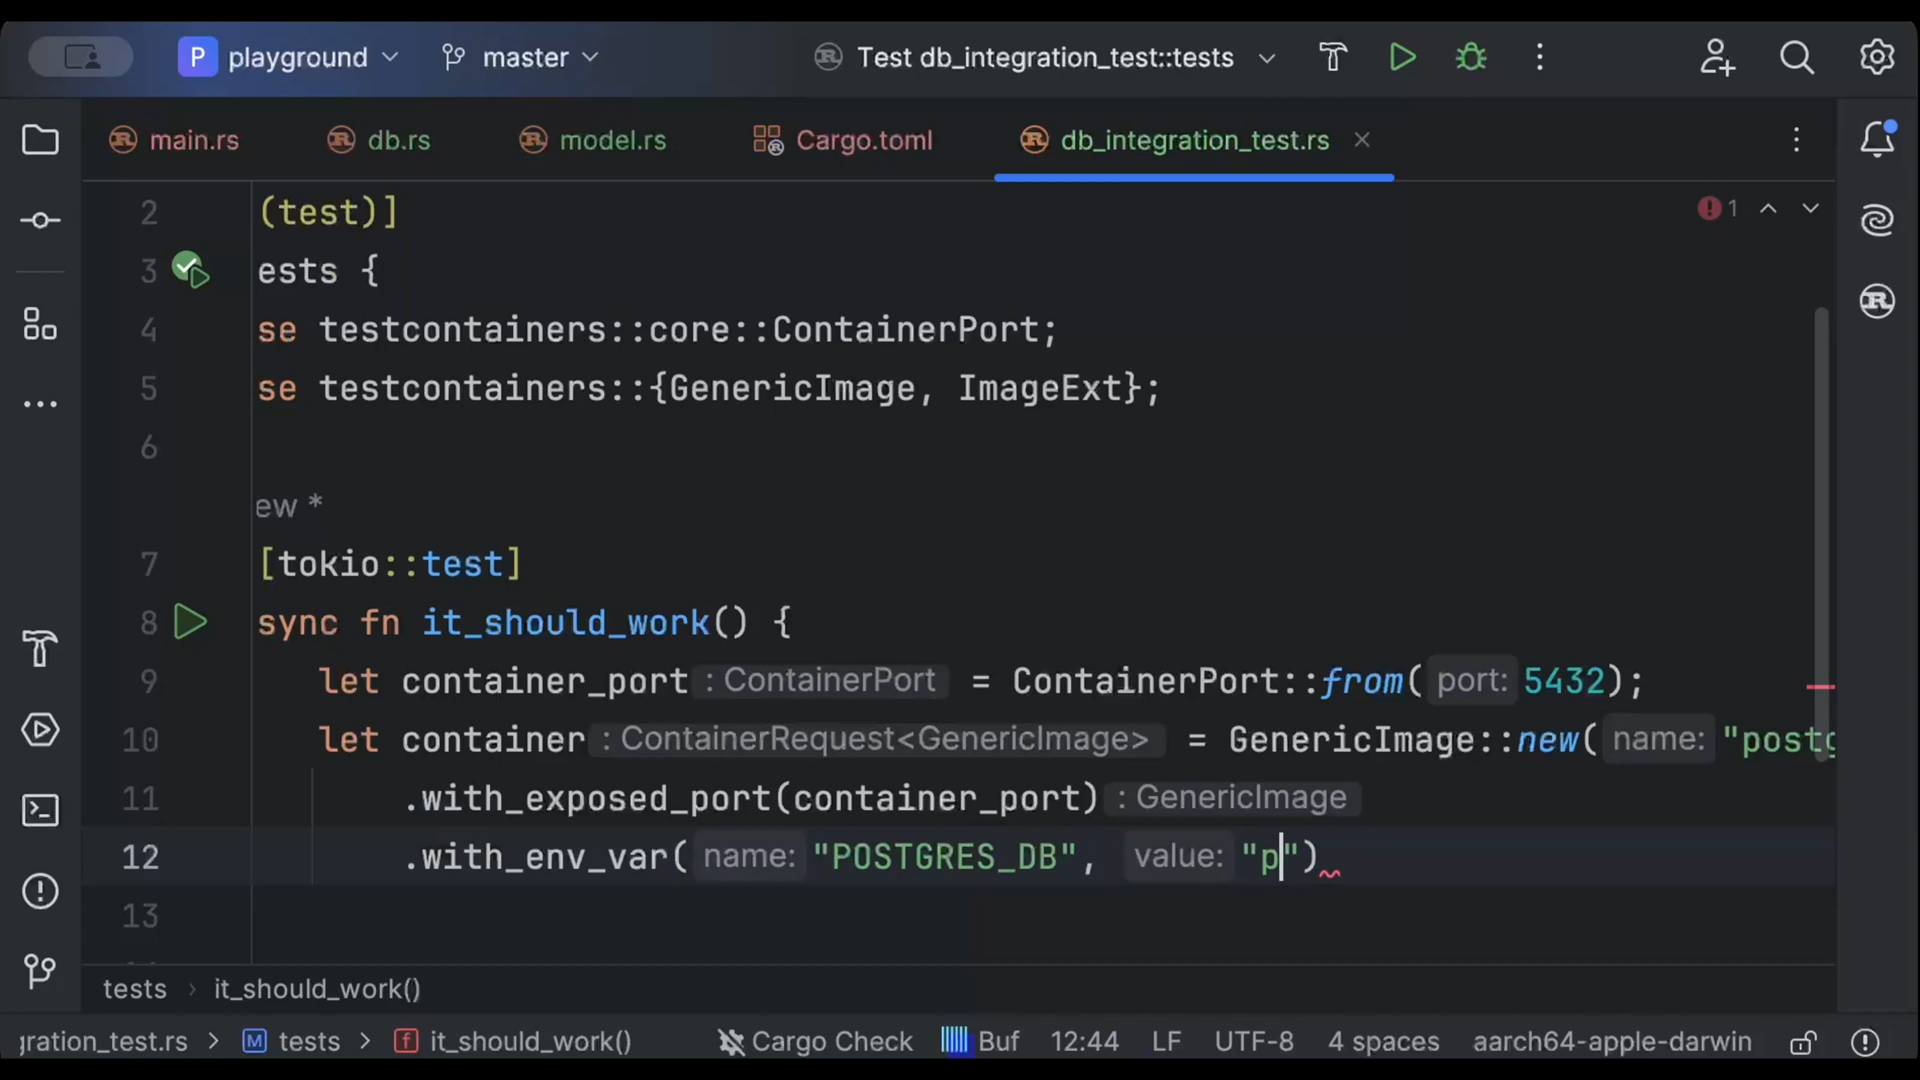 P playground master Test db_integration_test::tests
main.rs db.rs model.rs Cargo.toml db_integration_test.rs
2 (test)] 1
3 ests {
4 se testcontainers::core::ContainerPort;
5 se testcontainers::{GenericImage, ImageExt};
6
ew *
7 [tokio::test]
8 sync fn it_should_work() {
9 let container_port : ContainerPort = ContainerPort::from( port: 5432);
10 let container : ContainerRequest<GenericImage> = GenericImage::new( name: "postg
11 .with_exposed_port(container_port) : GenericImage
12 .with_env_var( name: "POSTGRES_DB", value: "p")
13
tests › it_should_work()
gration_test.rs > M tests > f it_should_work() Cargo Check Buf 12:44 LF UTF-8 4 spaces aarch64-apple-darwin